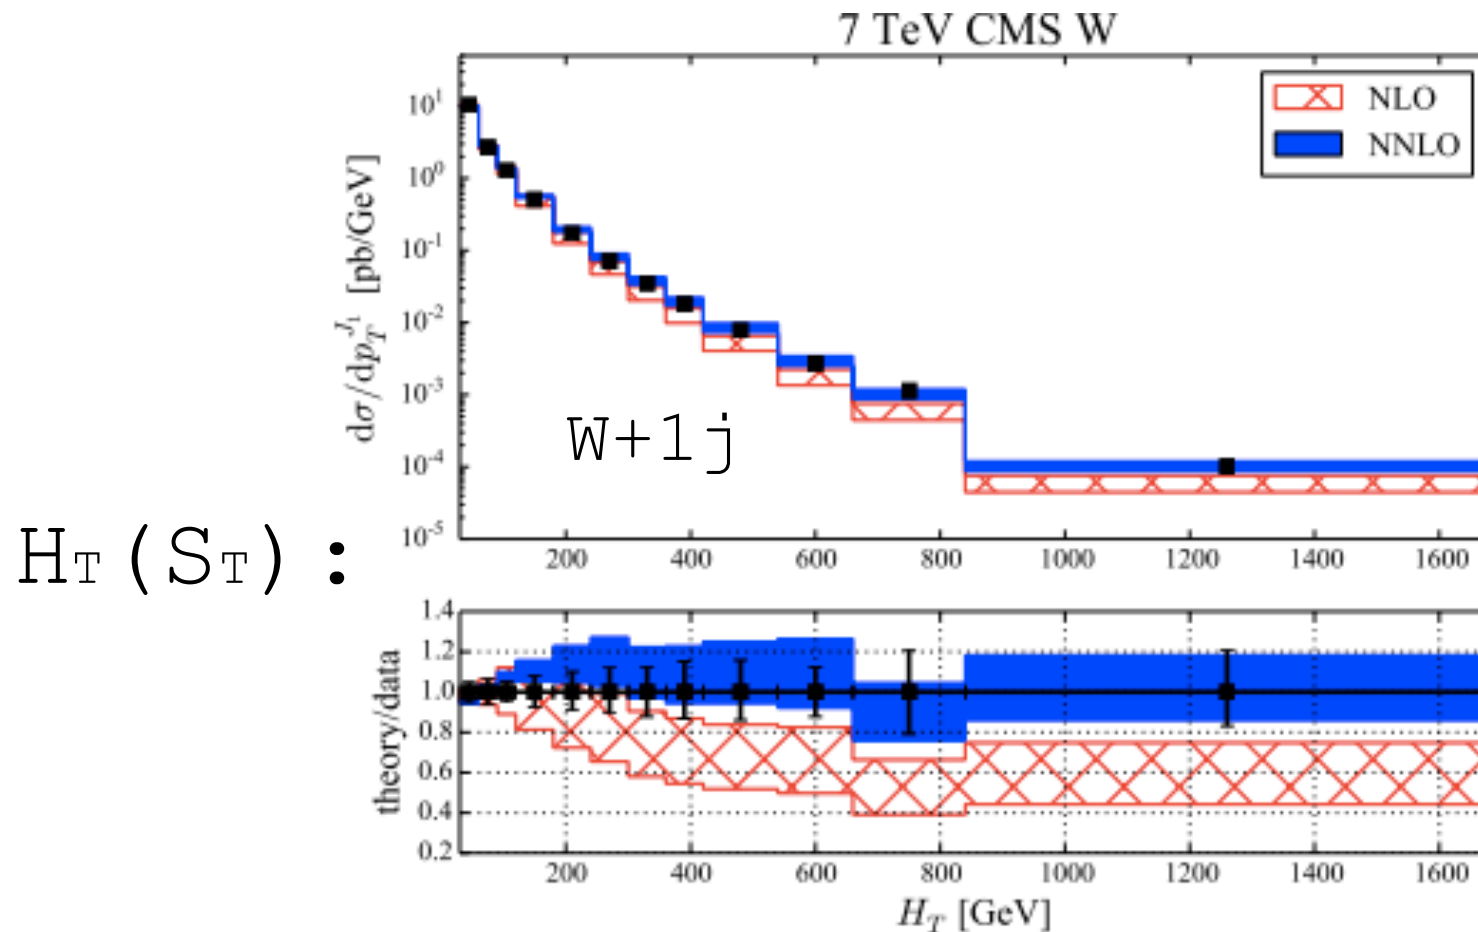 7 TeV CMS W
NLO
NNLO
dσ/dp_T^{J_1} [pb/GeV]
10^1
10^0
10^-1
10^-2
10^-3
10^-4
10^-5
W+1j
200 400 600 800 1000 1200 1400 1600
H_T(S_T):
theory/data
1.4
1.2
1.0
0.8
0.6
0.4
0.2
200 400 600 800 1000 1200 1400 1600
H_T [GeV]